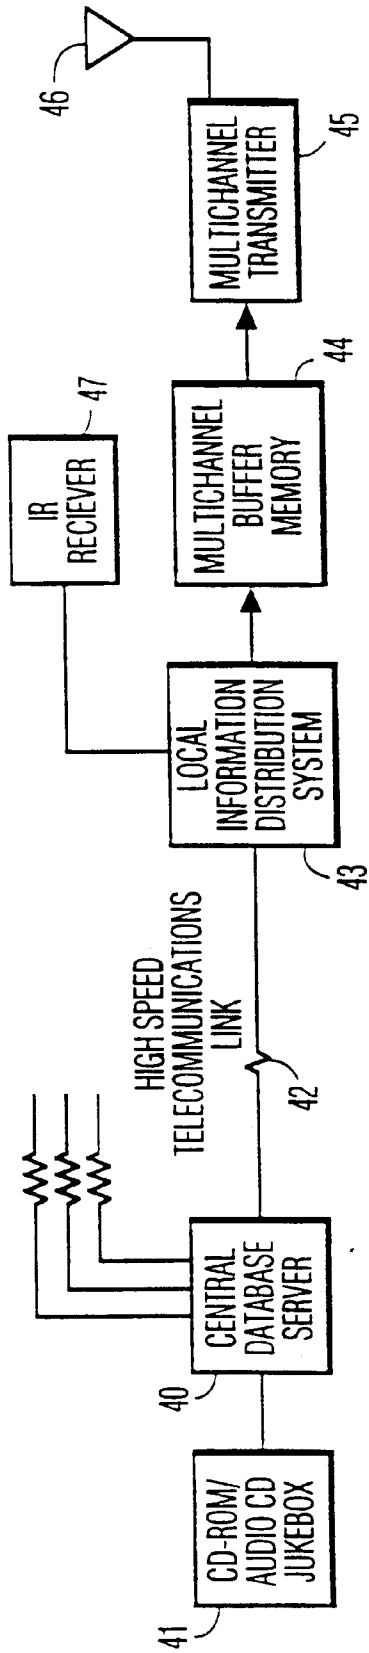 41
CD-ROM/
AUDIO CD
JUKEBOX
40
CENTRAL
DATABASE
SERVER
HIGH SPEED
TELECOMMUNICATIONS
LINK
42
LOCAL
INFORMATION
DISTRIBUTION
SYSTEM
43
IR
RECIEVER
47
MULTICHANNEL
BUFFER
MEMORY
44
MULTICHANNEL
TRANSMITTER
45
46